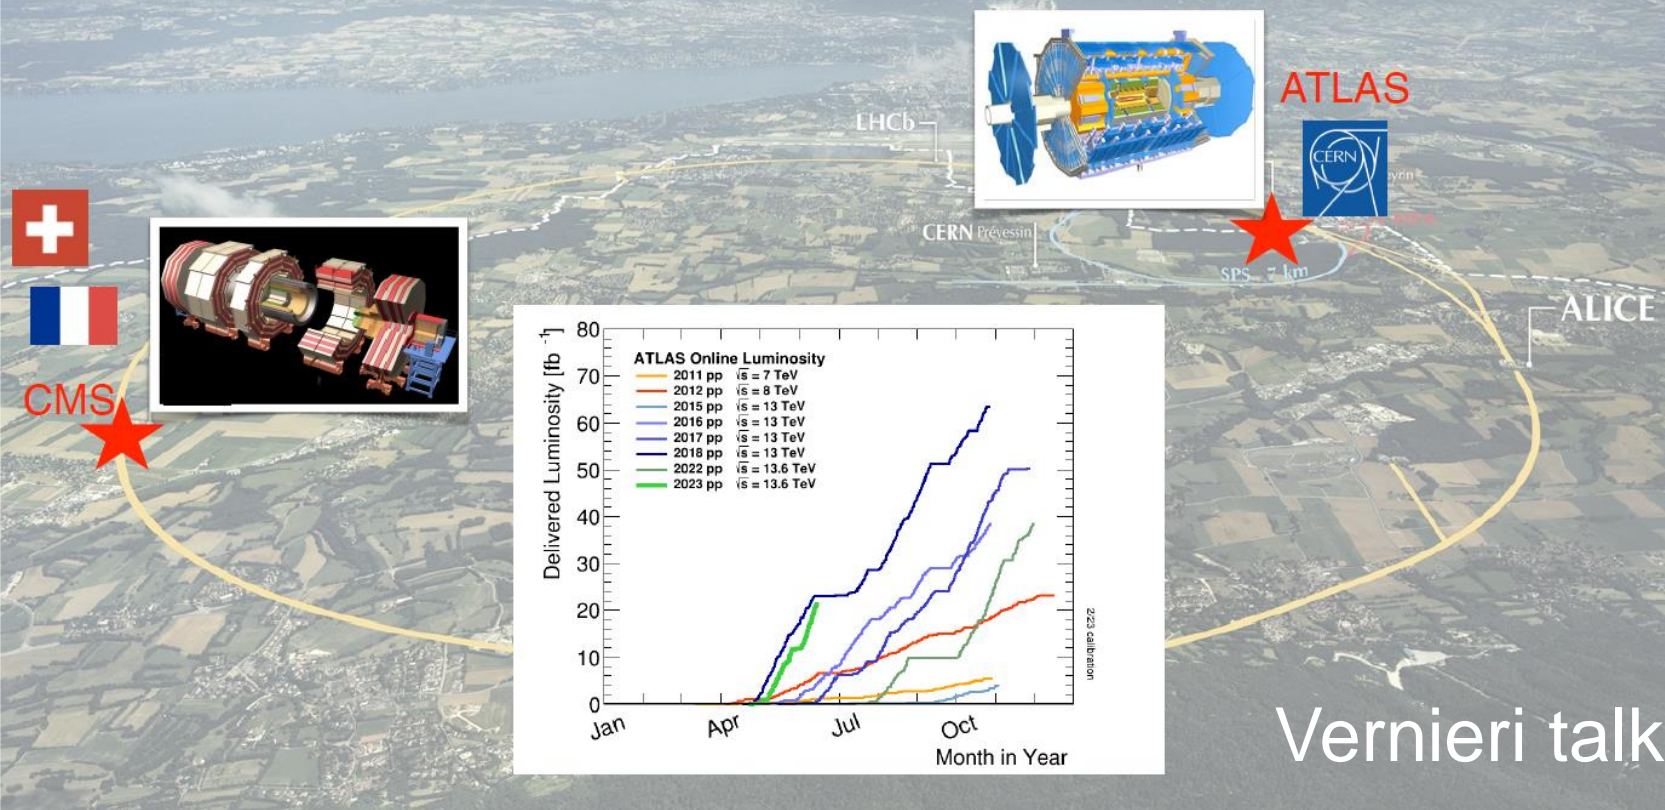 ATLAS
LHCb
CERN
CERN Prévessin
SPS 7 km
ALICE
CMS
ATLAS Online Luminosity
2011 pp √s = 7 TeV
2012 pp √s = 8 TeV
2015 pp √s = 13 TeV
2016 pp √s = 13 TeV
2017 pp √s = 13 TeV
2018 pp √s = 13 TeV
2022 pp √s = 13.6 TeV
2023 pp √s = 13.6 TeV
Delivered Luminosity [fb⁻¹]
80
70
60
50
40
30
20
10
0
Jan Apr Jul Oct
Month in Year
2/23 calibration
Vernieri talk